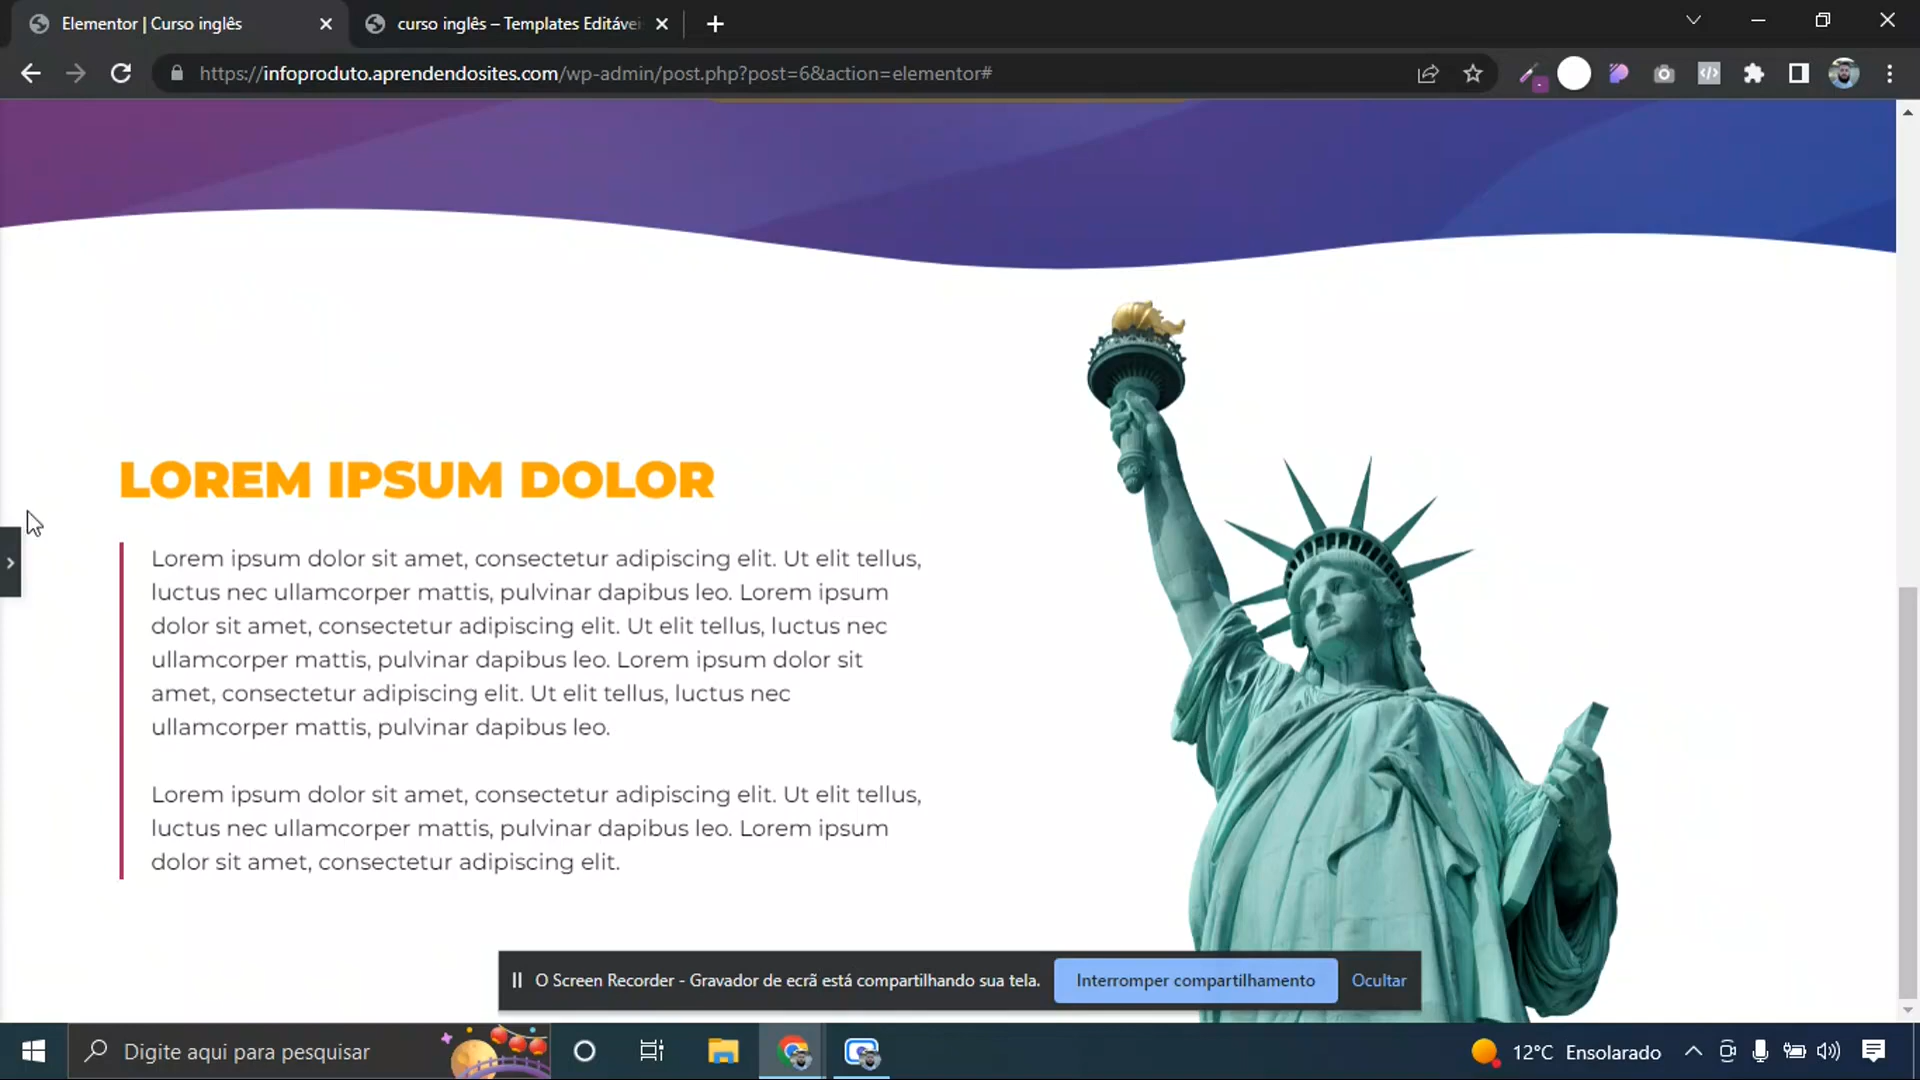 Elementor | Curso inglês
curso inglês – Templates Editáve
https://infoproduto.aprendendosites.com/wp-admin/post.php?post=6&action=elementor#
LOREM IPSUM DOLOR
Lorem ipsum dolor sit amet, consectetur adipiscing elit. Ut elit tellus,
luctus nec ullamcorper mattis, pulvinar dapibus leo. Lorem ipsum
dolor sit amet, consectetur adipiscing elit. Ut elit tellus, luctus nec
ullamcorper mattis, pulvinar dapibus leo. Lorem ipsum dolor sit
amet, consectetur adipiscing elit. Ut elit tellus, luctus nec
ullamcorper mattis, pulvinar dapibus leo.
Lorem ipsum dolor sit amet, consectetur adipiscing elit. Ut elit tellus,
luctus nec ullamcorper mattis, pulvinar dapibus leo. Lorem ipsum
dolor sit amet, consectetur adipiscing elit.
O Screen Recorder - Gravador de ecrã está compartilhando sua tela.
Interromper compartilhamento
Ocultar
Digite aqui para pesquisar
12°C Ensolarado